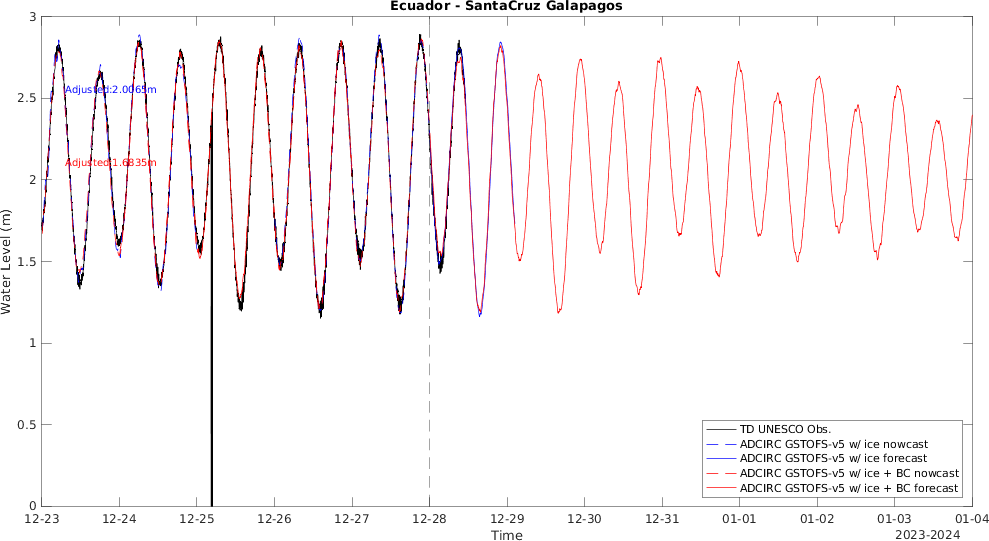 Ecuador - SantaCruz Galapagos
3
2.5
2
1.5
1
0.5
0
Water Level (m)
Adjusted:2.0065m
Adjusted:1.6835m
TD UNESCO Obs.
ADCIRC GSTOFS-v5 w/ ice nowcast
ADCIRC GSTOFS-v5 w/ ice forecast
ADCIRC GSTOFS-v5 w/ ice + BC nowcast
ADCIRC GSTOFS-v5 w/ ice + BC forecast
12-23 12-24 12-25 12-26 12-27 12-28 12-29 12-30 12-31 01-01 01-02 01-03 01-04
Time
2023-2024